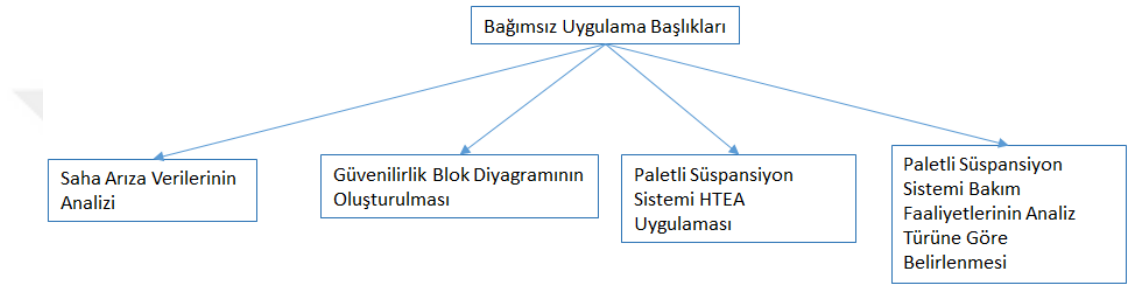 Bağımsız Uygulama Başlıkları
Saha Arıza Verilerinin
Analizi
Güvenilirlik Blok Diyagramının
Oluşturulması
Paletli Süspansiyon
Sistemi HTEA
Uygulaması
Paletli Süspansiyon
Sistemi Bakım
Faaliyetlerinin Analiz
Türüne Göre
Belirlenmesi